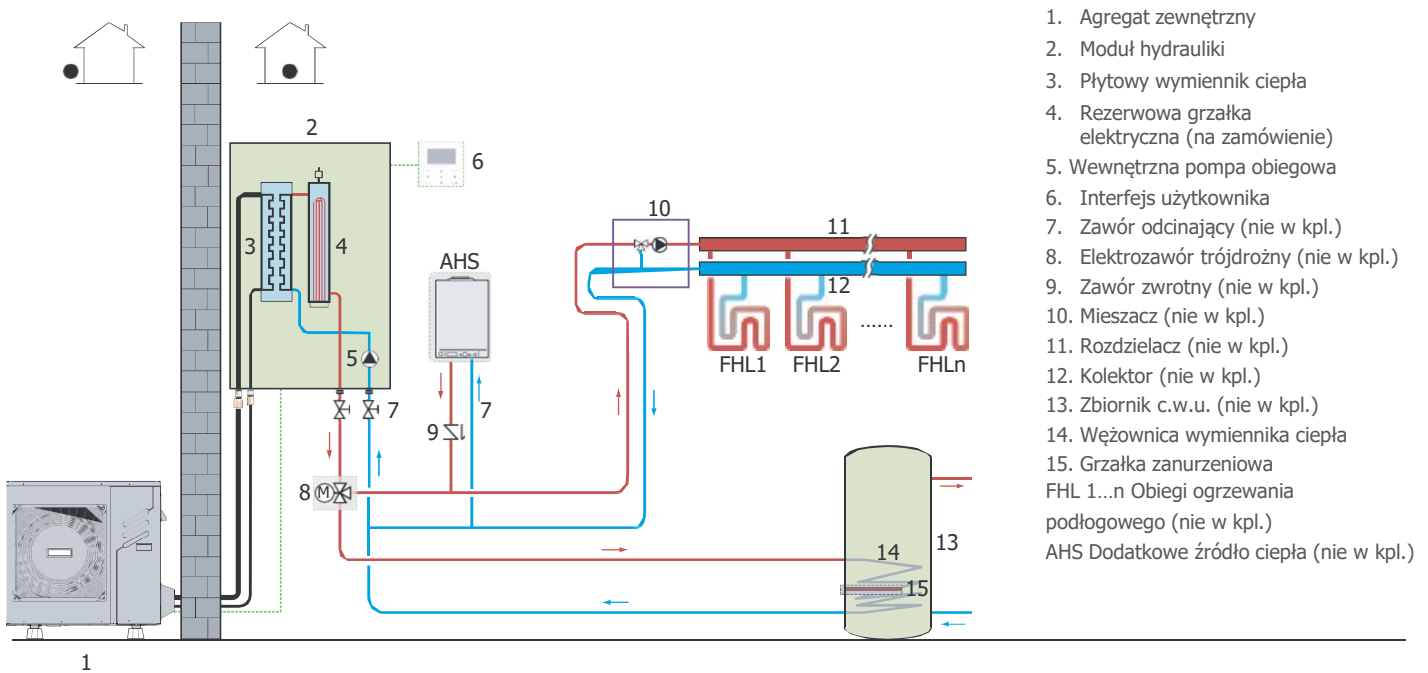 2
6
3
4
5
7
AHS
9
7
8 M
10
11
12
......
FHL1 FHL2 FHLn
14
15
13
1
1. Agregat zewnętrzny
2. Moduł hydrauliki
3. Płytowy wymiennik ciepła
4. Rezerwowa grzałka
elektryczna (na zamówienie)
5. Wewnętrzna pompa obiegowa
6. Interfejs użytkownika
7. Zawór odcinający (nie w kpl.)
8. Elektrozawór trójdrożny (nie w kpl.)
9. Zawór zwrotny (nie w kpl.)
10. Mieszacz (nie w kpl.)
11. Rozdzielacz (nie w kpl.)
12. Kolektor (nie w kpl.)
13. Zbiornik c.w.u. (nie w kpl.)
14. Wężownica wymiennika ciepła
15. Grzałka zanurzeniowa
FHL 1...n Obiegi ogrzewania
podłogowego (nie w kpl.)
AHS Dodatkowe źródło ciepła (nie w kpl.)